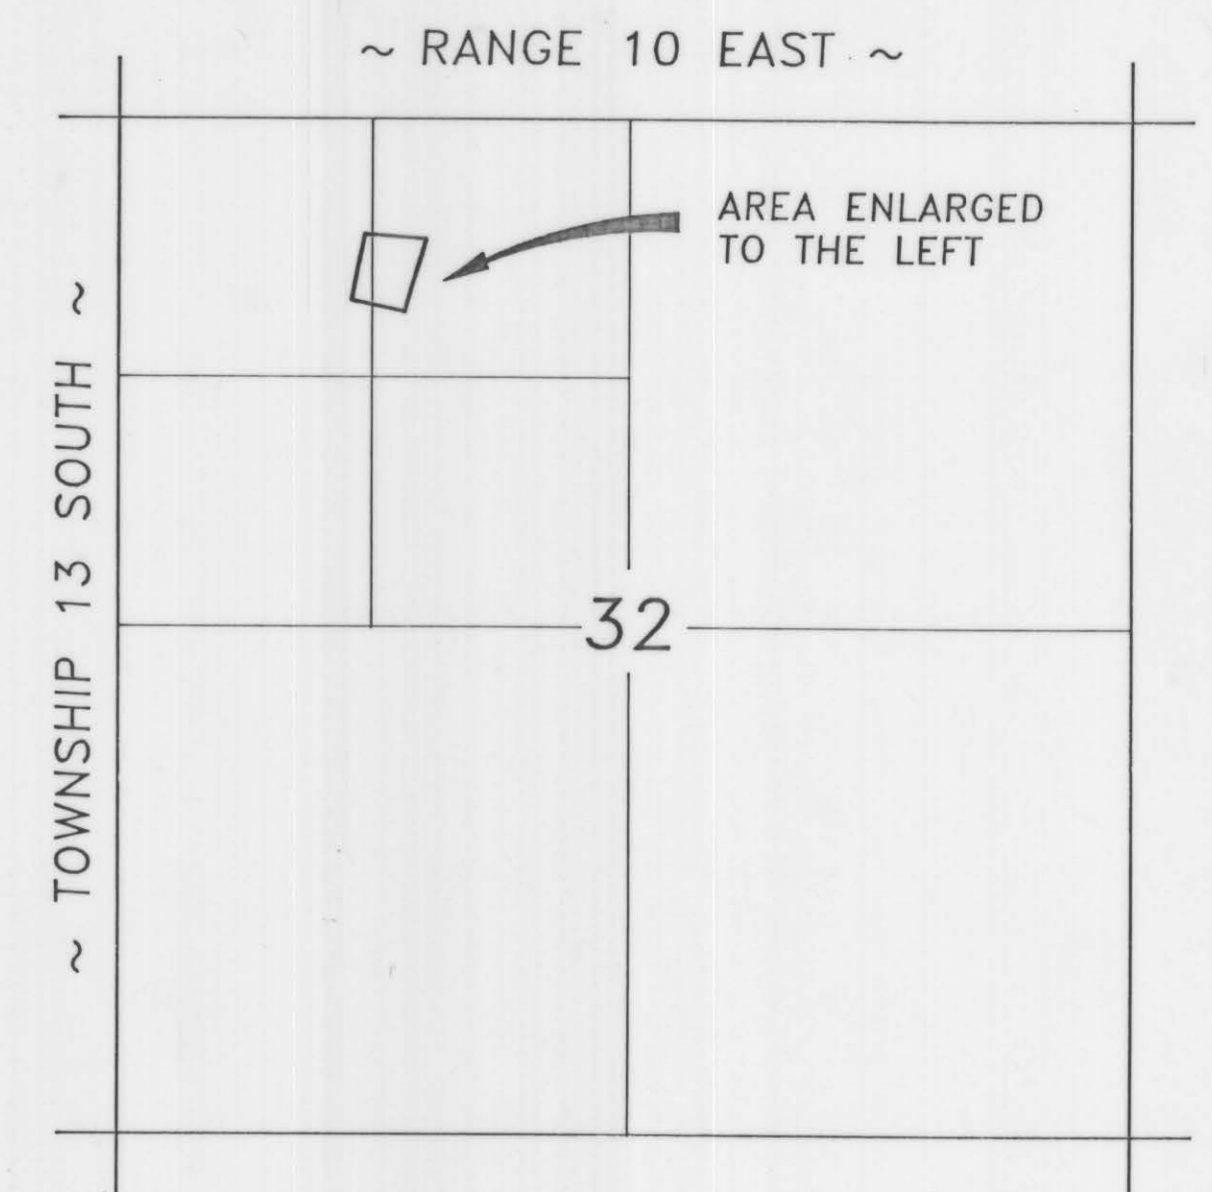 ~ RANGE 10 EAST ~
AREA ENLARGED
TO THE LEFT
~ TOWNSHIP 13 SOUTH ~
32